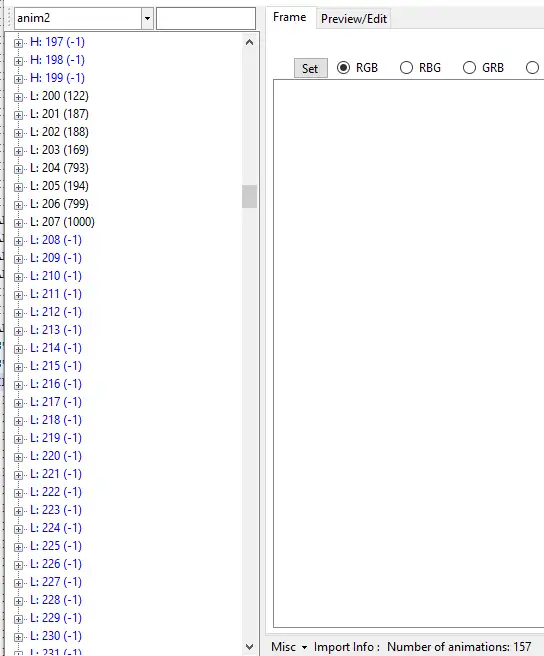 anim2
Frame Preview/Edit
H: 197 (-1)
H: 198 (-1)
Set RGB RBG GRB
H: 199 (-1)
L: 200 (122)
L: 201 (187)
L: 202 (188)
L: 203 (169)
L: 204 (793)
L: 205 (194)
L: 206 (799)
L: 207 (1000)
L: 208 (-1)
L: 209 (-1)
L: 210 (-1)
L: 211 (-1)
L: 212 (-1)
L: 213 (-1)
L: 214 (-1)
L: 215 (-1)
L: 216 (-1)
L: 217 (-1)
L: 218 (-1)
L: 219 (-1)
L: 220 (-1)
L: 221 (-1)
L: 222 (-1)
L: 223 (-1)
L: 224 (-1)
L: 225 (-1)
L: 226 (-1)
L: 227 (-1)
L: 228 (-1)
L: 229 (-1)
L: 230 (-1)
L: 231 (-1)
Misc Import Info : Number of animations: 157